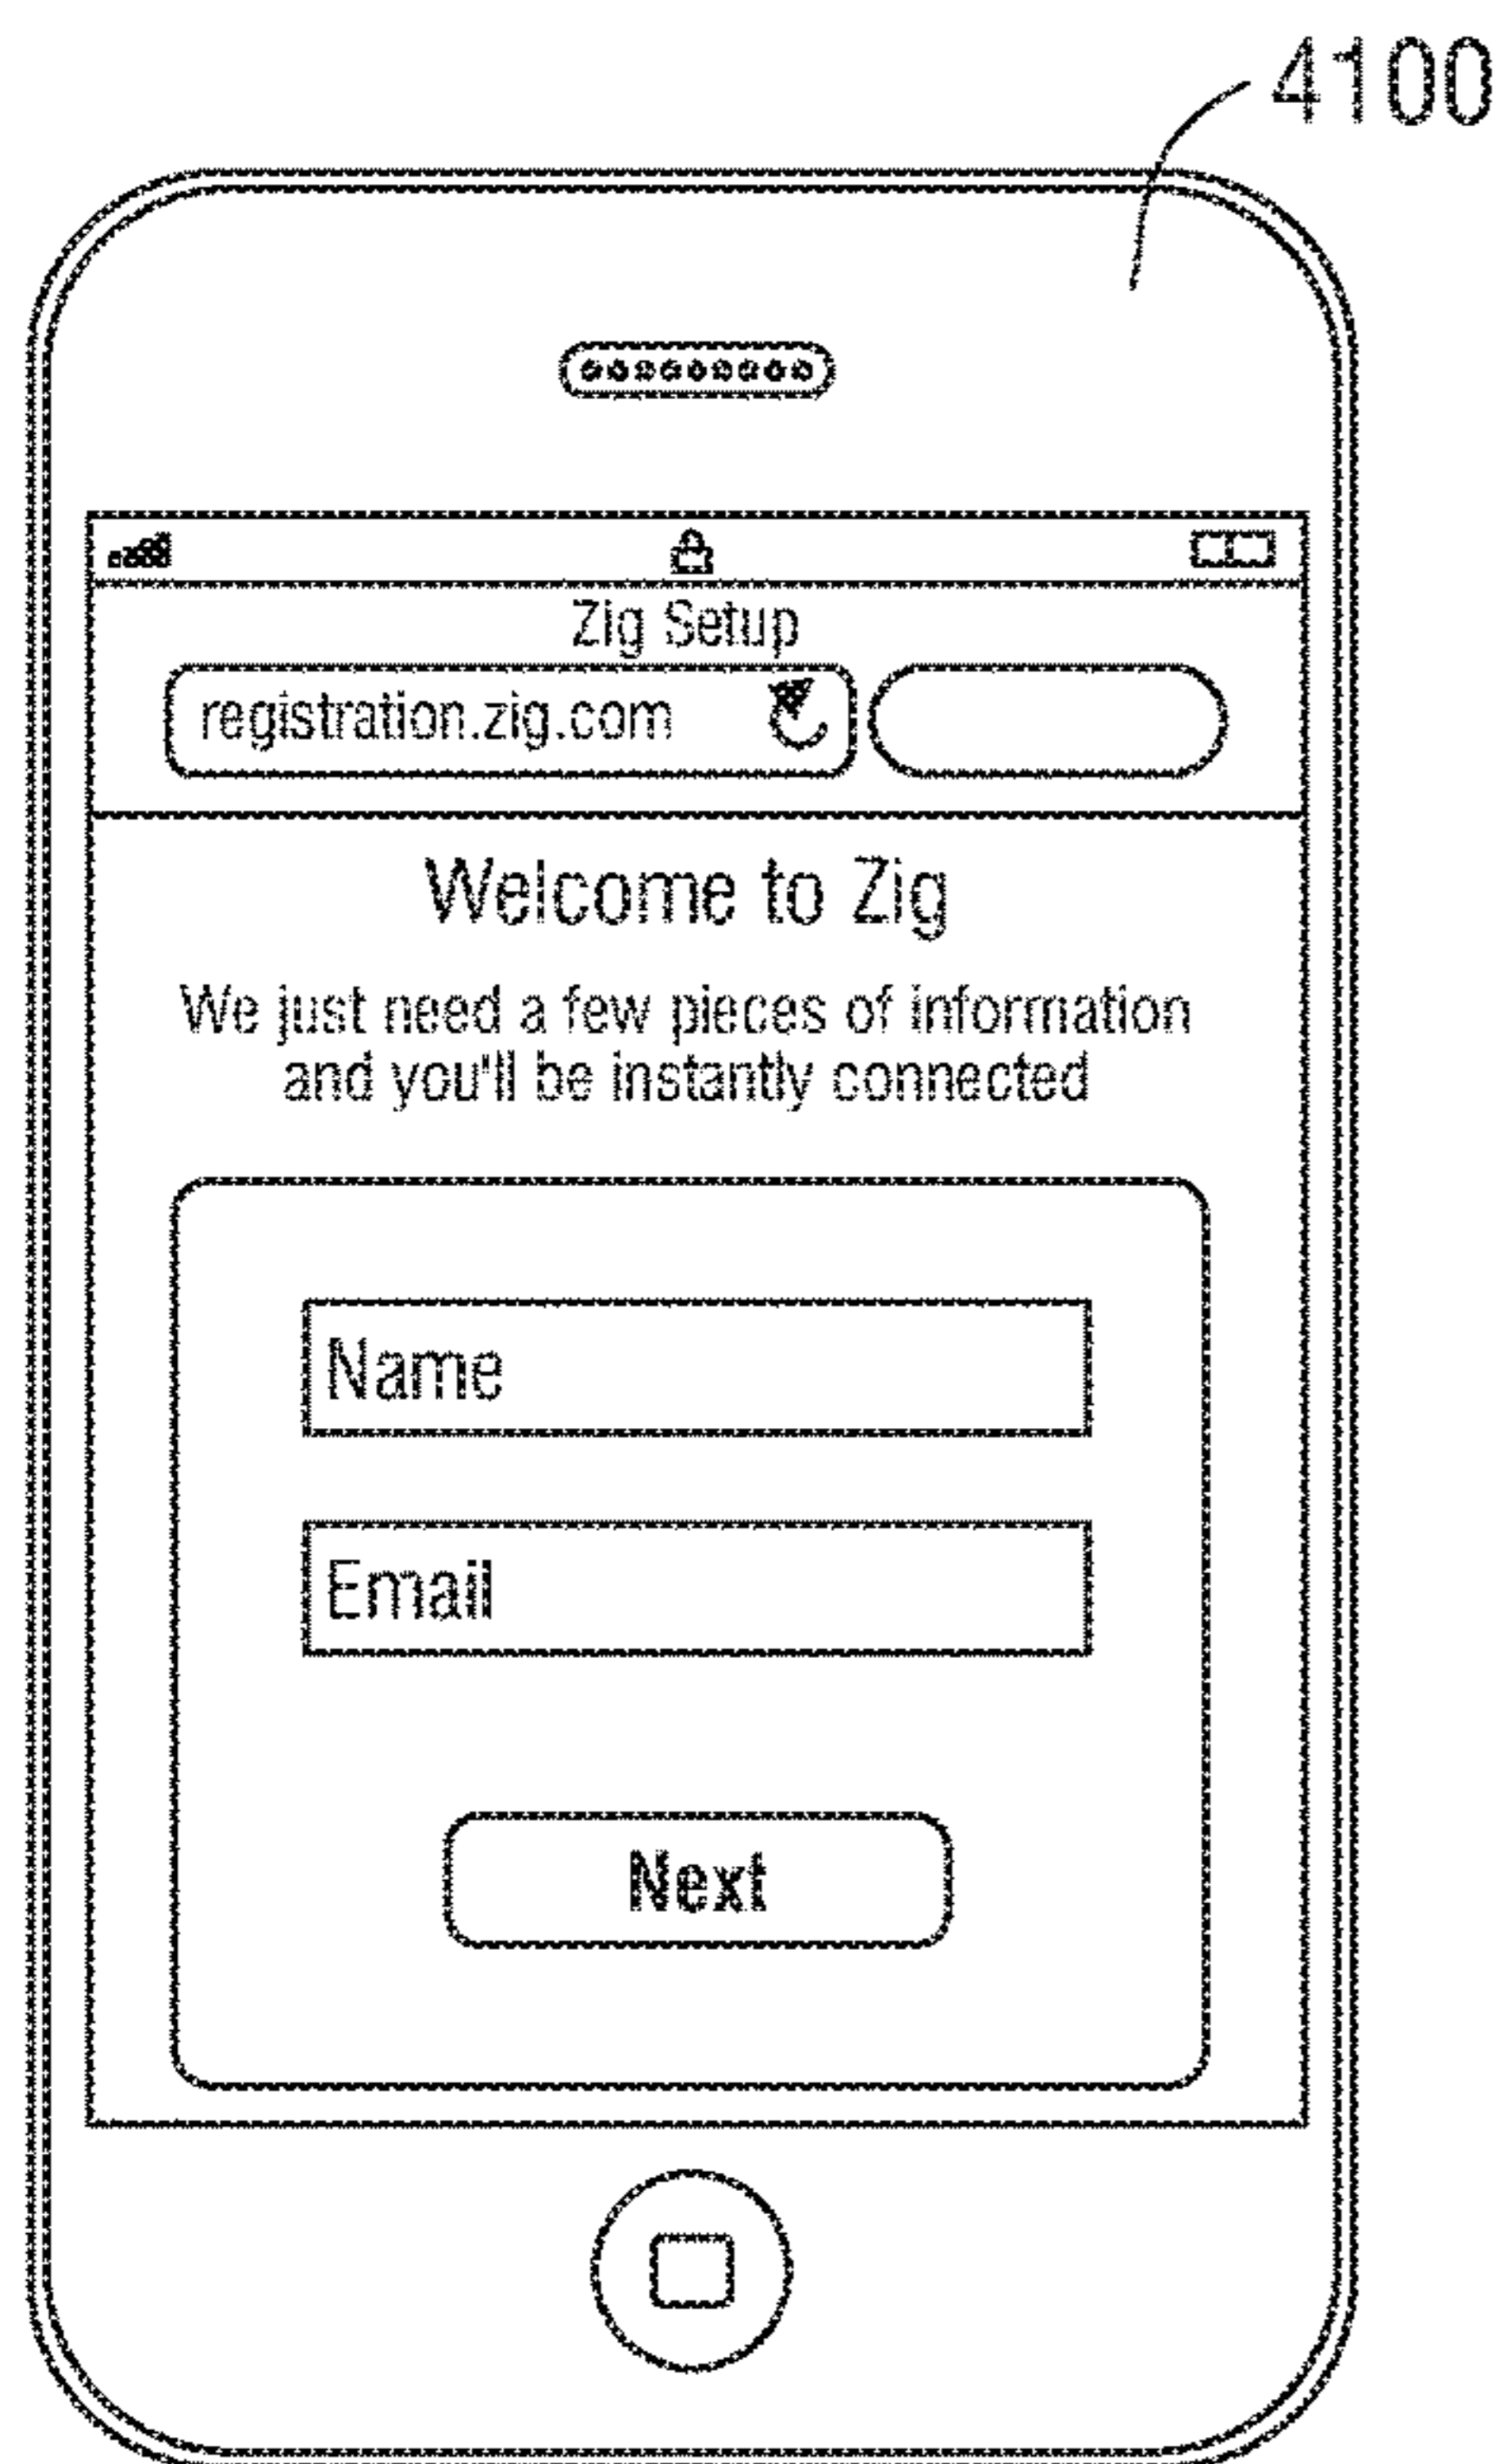 4100
Zig Setup
registration.zig.com
Welcome to Zig
We just need a few pieces of information
and you'll be instantly connected
Name
Email
Next